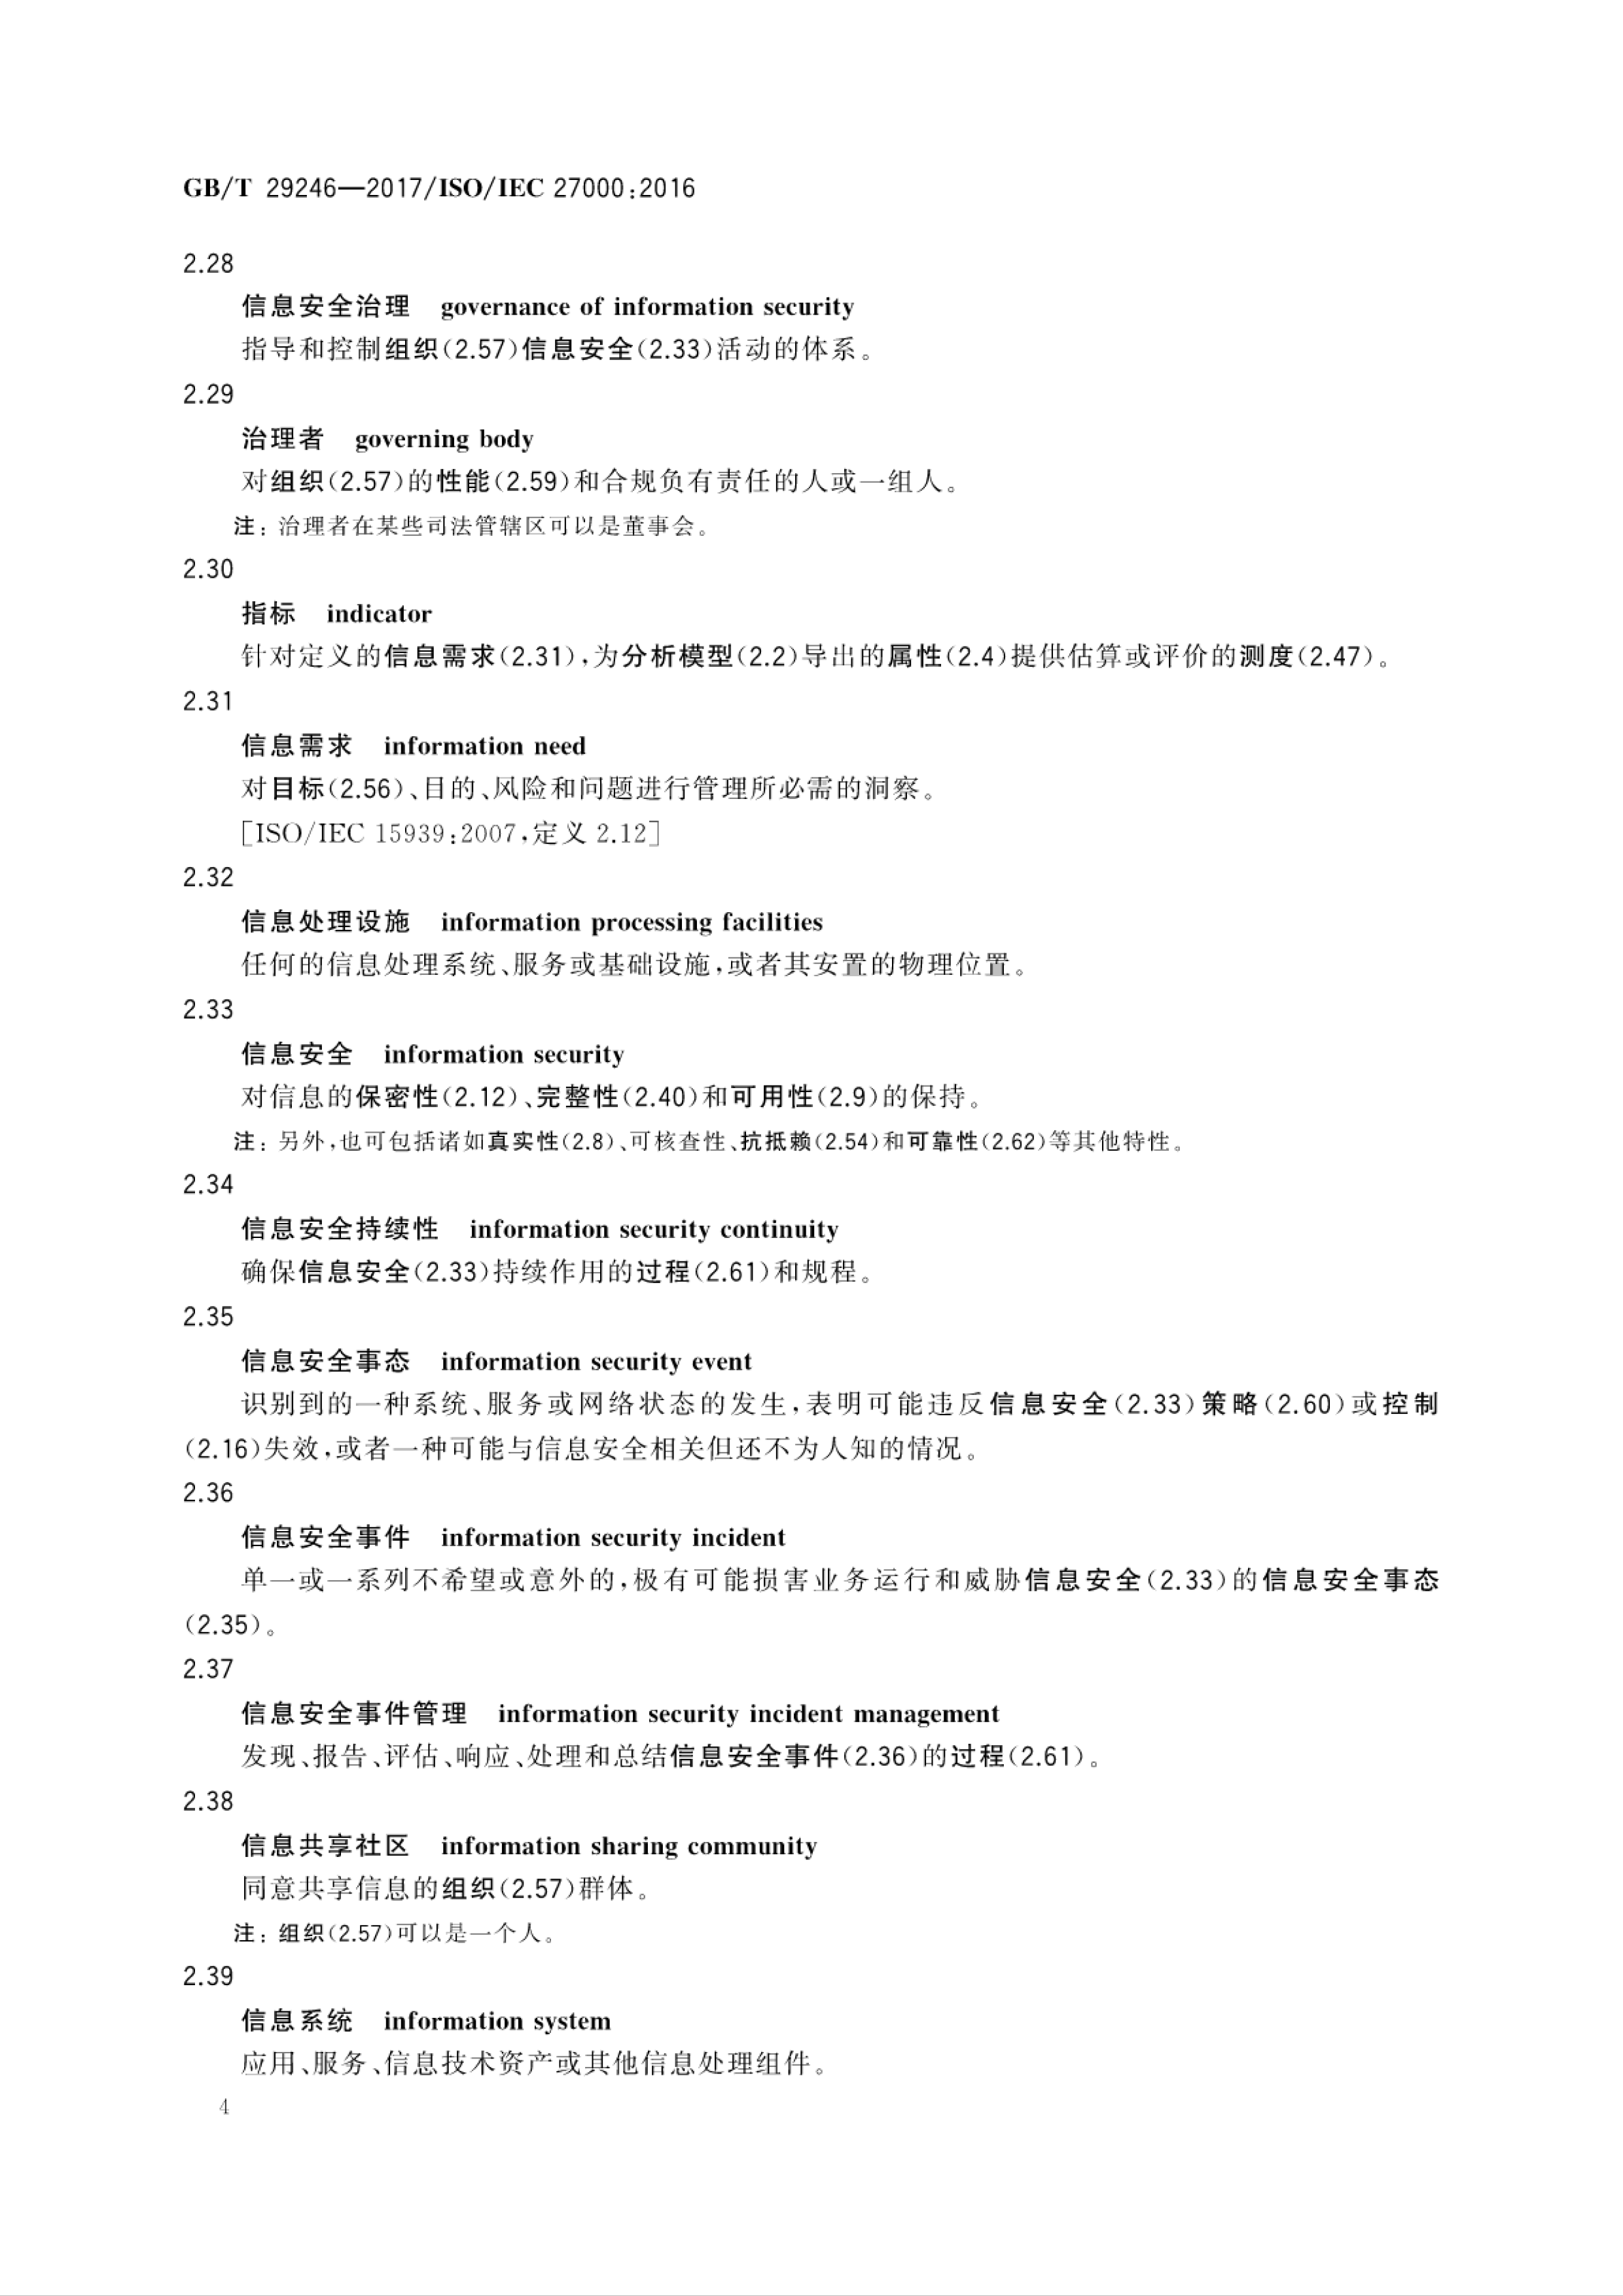 GB/T 29246—2017/ISO/IEC 27000:2016
2.28
信息安全治理 governance of information security
指导和控制组织(2.57)信息安全(2.33)活动的体系。
2.29
治理者 governing body
对组织(2.57)的性能(2.59)和合规负有责任的人或一组人。
注：治理者在某些司法管辖区可以是董事会。
2.30
指标 indicator
针对定义的信息需求(2.31),为分析模型(2.2)导出的属性(2.4)提供估算或评价的测度(2.47)。
2.31
信息需求 information need
对目标(2.56)、目的、风险和问题进行管理所必需的洞察。
[ISO/IEC 15939:2007,定义 2.12]
2.32
信息处理设施 information processing facilities
任何的信息处理系统、服务或基础设施,或者其安置的物理位置。
2.33
信息安全 information security
对信息的保密性(2.12)、完整性(2.40)和可用性(2.9)的保持。
注：另外,也可包括诸如真实性(2.8)、可核查性、抗抵赖(2.54)和可靠性(2.62)等其他特性。
2.34
信息安全持续性 information security continuity
确保信息安全(2.33)持续作用的过程(2.61)和规程。
2.35
信息安全事态 information security event
识别到的一种系统、服务或网络状态的发生,表明可能违反信息安全(2.33)策略(2.60)或控制
(2.16)失效,或者一种可能与信息安全相关但还不为人知的情况。
2.36
信息安全事件 information security incident
单一或一系列不希望或意外的,极有可能损害业务运行和威胁信息安全(2.33)的信息安全事态
(2.35)。
2.37
信息安全事件管理 information security incident management
发现、报告、评估、响应、处理和总结信息安全事件(2.36)的过程(2.61)。
2.38
信息共享社区 information sharing community
同意共享信息的组织(2.57)群体。
注：组织(2.57)可以是一个人。
2.39
信息系统 information system
应用、服务、信息技术资产或其他信息处理组件。
4